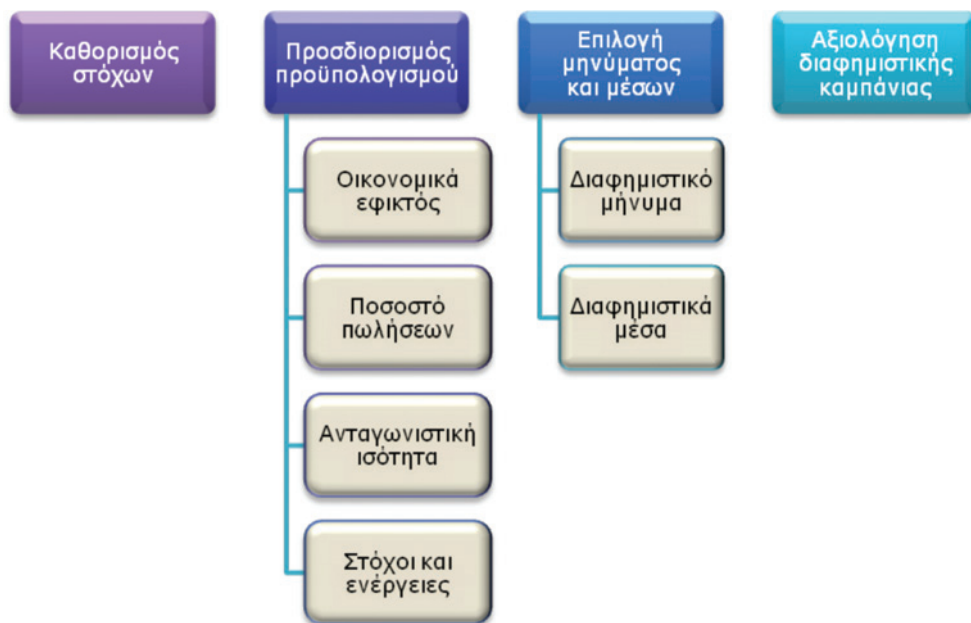 Καθορισμός
στόχων
Προσδιορισμός
προϋπολογισμού
Οικονομικά
εφικτός
Ποσοστό
πωλήσεων
Ανταγωνιστική
ισότητα
Στόχοι και
ενέργειες
Επιλογή
μηνύματος
και μέσων
Διαφημιστικό
μήνυμα
Διαφημιστικά
μέσα
Αξιολόγηση
διαφημιστικής
καμπάνιας